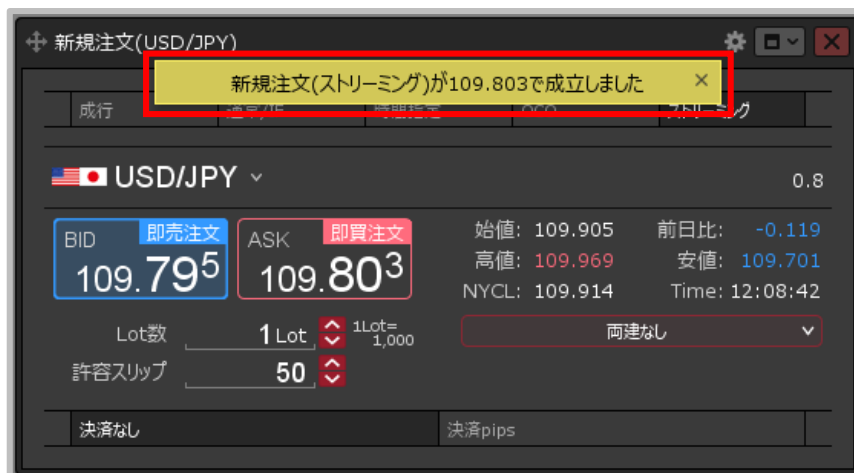 新規注文(USD/JPY)
新規注文(ストリーミング)が109.803で成立しました ×
成行 ストリーミング
USD/JPY
0.8
BID 即売注文
109.795
ASK 即買注文
109.803
始値: 109.905 前日比: -0.119
高値: 109.969 安値: 109.701
NYCL: 109.914 Time: 12:08:42
Lot数 1 Lot 1Lot=
1,000
両建なし
許容スリップ 50
決済なし 決済pips